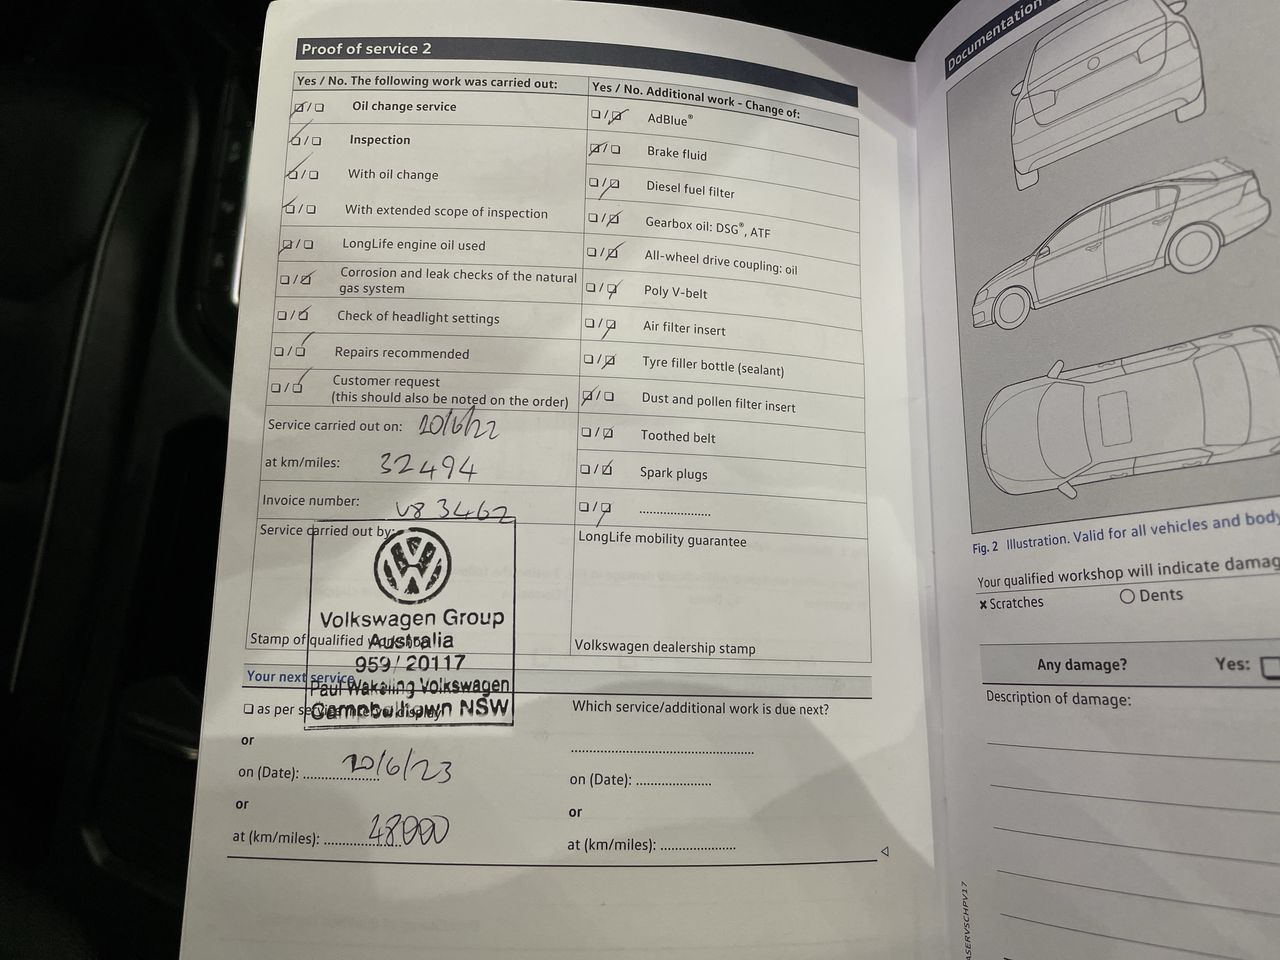 Proof of service 2
Yes / No. The following work was carried out:
Oil change service
Inspection
With oil change
With extended scope of inspection
LongLife engine oil used
Corrosion and leak checks of the natural
gas system
Check of headlight settings
Repairs recommended
Customer request
(this should also be noted on the order)
Service carried out on: 20/6/22
at km/miles: 32494
Invoice number: V83462
Service carried out by:
Volkswagen Group
Australia
959/20117
Paul Wakeling Volkswagen
Campbelltown NSW
Stamp of qualified workshop
Yes / No. Additional work - Change of:
AdBlue®
Brake fluid
Diesel fuel filter
Gearbox oil: DSG®, ATF
All-wheel drive coupling: oil
Poly V-belt
Air filter insert
Tyre filler bottle (sealant)
Dust and pollen filter insert
Toothed belt
Spark plugs
......................
LongLife mobility guarantee
Volkswagen dealership stamp
Your next service
as per service display
or
on (Date): 20/6/23
or
at (km/miles): 48000
Which service/additional work is due next?
on (Date): ......................
or
at (km/miles): ......................
Documentation
Fig. 2 Illustration. Valid for all vehicles and body
Your qualified workshop will indicate damag
× Scratches
Dents
Any damage? Yes:
Description of damage:
ASERVSCHPV17